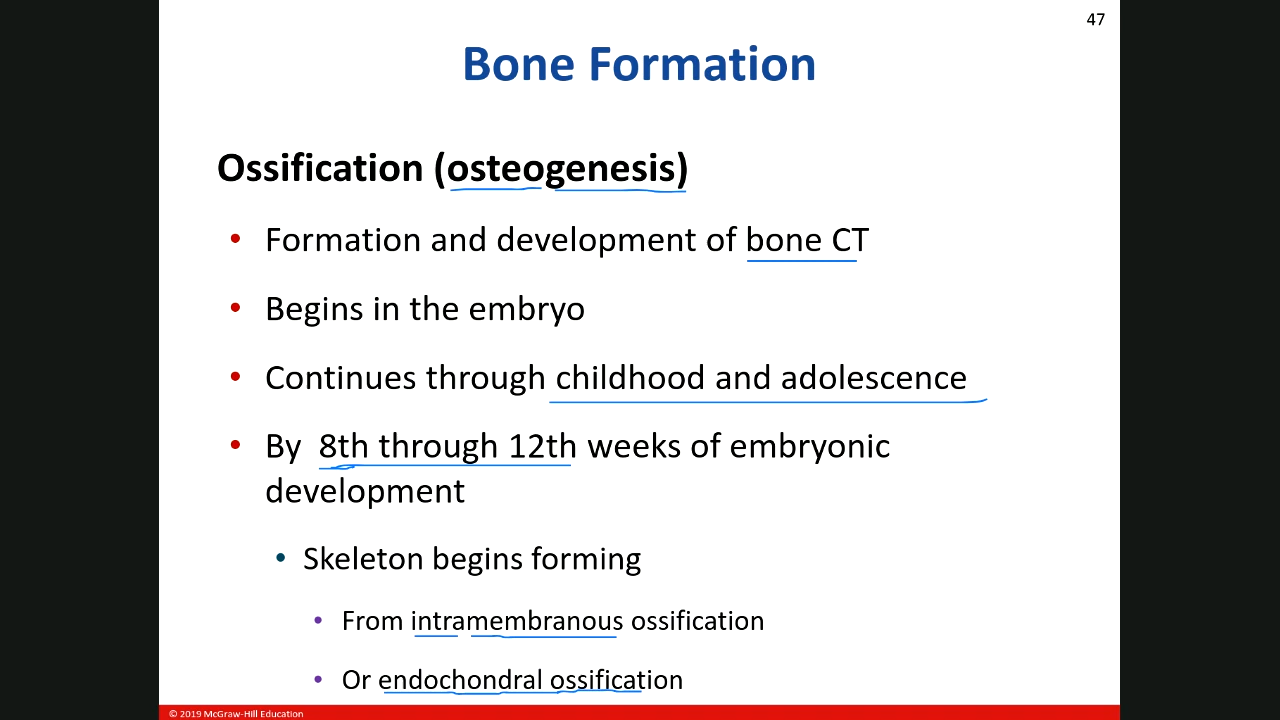 47
Bone Formation
Ossification (osteogenesis)
• Formation and development of bone CT
• Begins in the embryo
• Continues through childhood and adolescence
• By 8th through 12th weeks of embryonic
development
• Skeleton begins forming
• From intramembranous ossification
• Or endochondral ossification
© 2019 McGraw-Hill Education